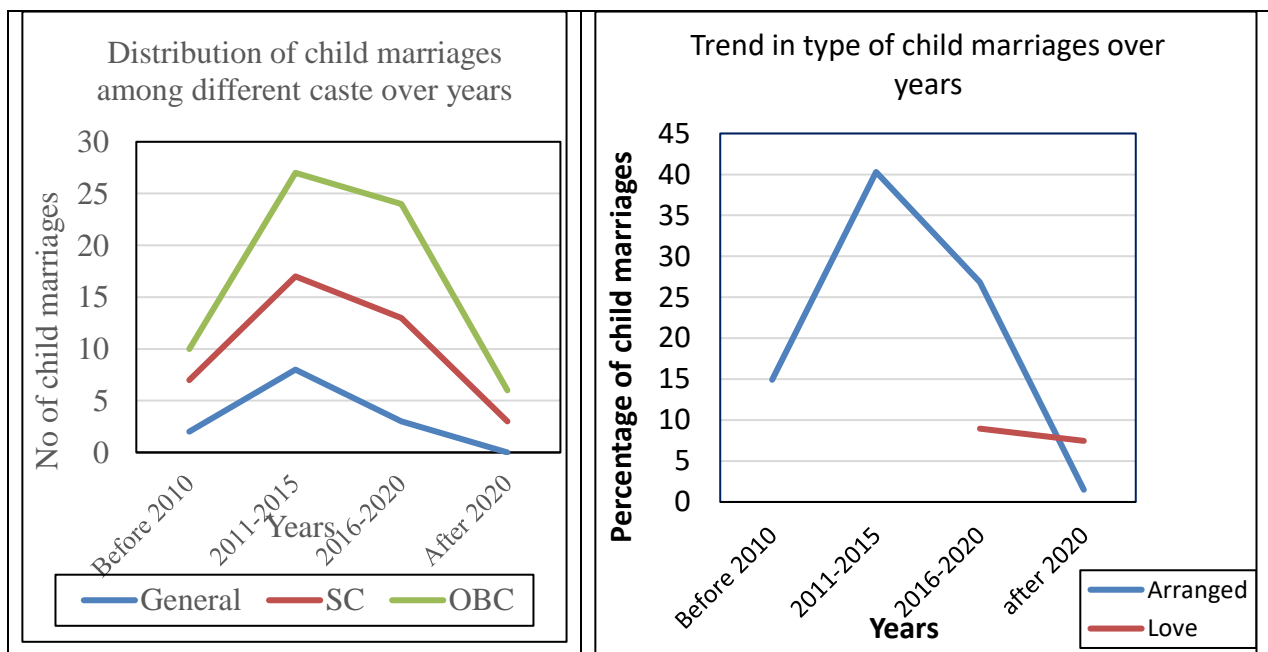 Distribution of child marriages
among different caste over years
30
25
20
15
10
5
0
No of child marriages
Before 2010
2011-2015
2016-2020
After 2020
Years
General
SC
OBC
Trend in type of child marriages over
years
45
40
35
30
25
20
15
10
5
0
Percentage of child marriages
Before 2010
2011-2015
2016-2020
after 2020
Years
Arranged
Love